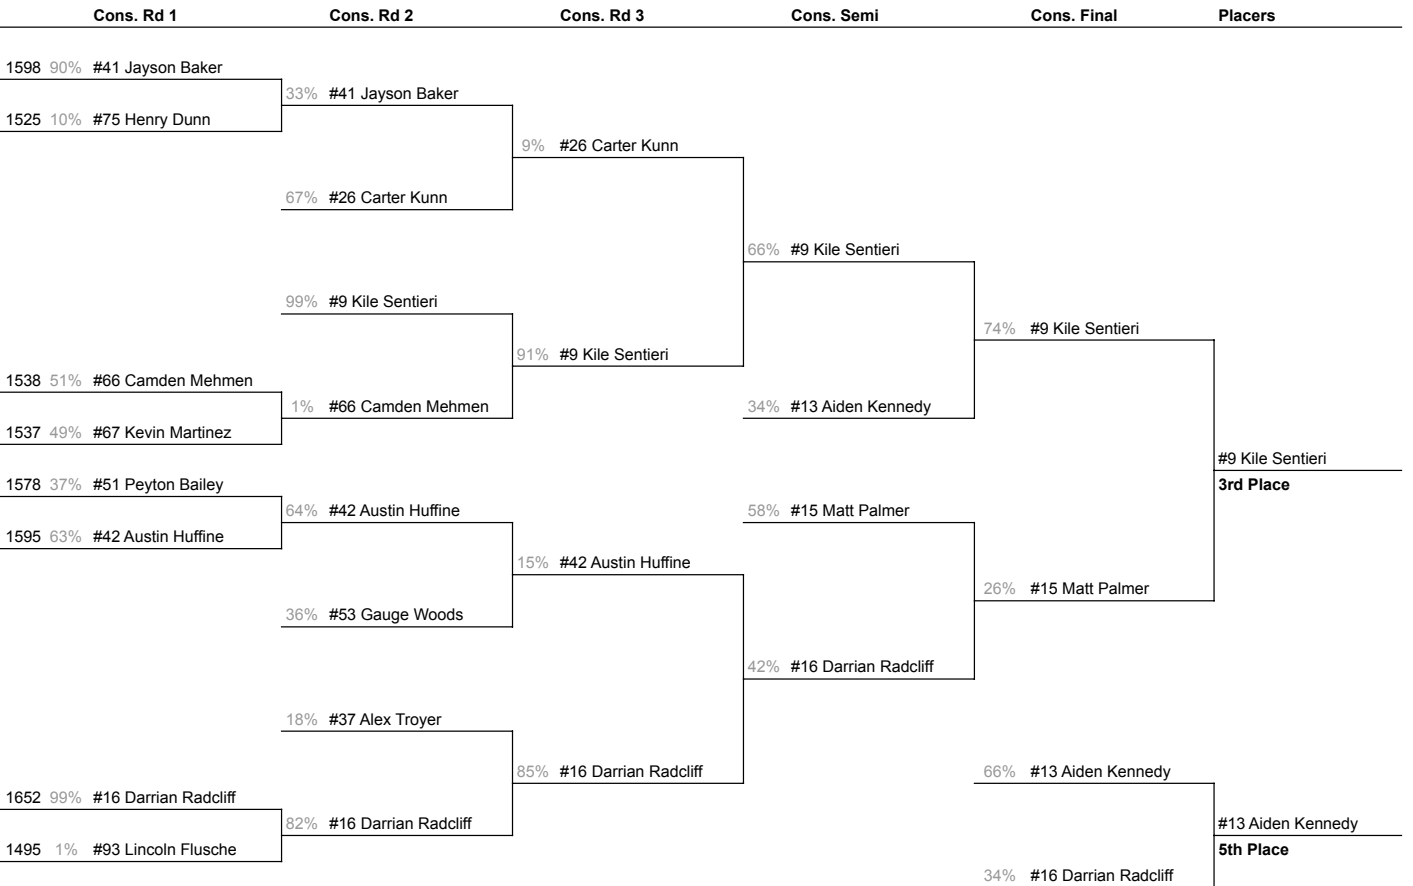 Cons. Rd 1 Cons. Rd 2 Cons. Rd 3 Cons. Semi Cons. Final Placers
1598 90% #41 Jayson Baker
33% #41 Jayson Baker
1525 10% #75 Henry Dunn
9% #26 Carter Kunn
67% #26 Carter Kunn
66% #9 Kile Sentieri
99% #9 Kile Sentieri
74% #9 Kile Sentieri
91% #9 Kile Sentieri
1538 51% #66 Camden Mehmen
1% #66 Camden Mehmen
34% #13 Aiden Kennedy
1537 49% #67 Kevin Martinez
#9 Kile Sentieri
1578 37% #51 Peyton Bailey
3rd Place
64% #42 Austin Huffine
58% #15 Matt Palmer
1595 63% #42 Austin Huffine
15% #42 Austin Huffine
26% #15 Matt Palmer
36% #53 Gauge Woods
42% #16 Darrian Radcliff
18% #37 Alex Troyer
85% #16 Darrian Radcliff
66% #13 Aiden Kennedy
1652 99% #16 Darrian Radcliff
82% #16 Darrian Radcliff
#13 Aiden Kennedy
1495 1% #93 Lincoln Flusche
5th Place
34% #16 Darrian Radcliff